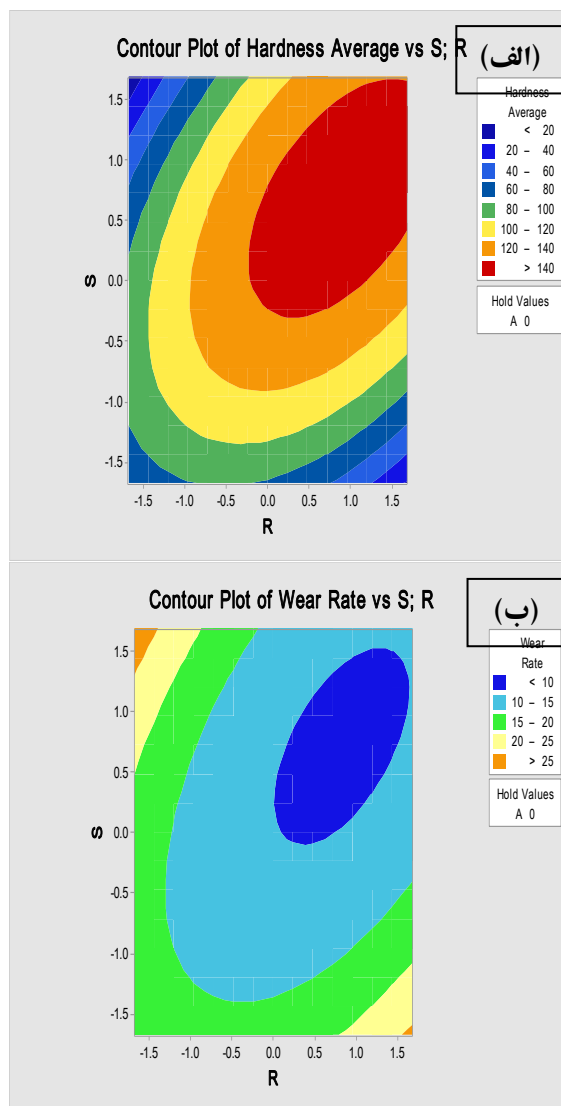 Contour Plot of Hardness Average vs S; R
(الف)
Hardness
Average
< 20
20 – 40
40 – 60
60 – 80
80 – 100
100 – 120
120 – 140
> 140
Hold Values
A 0
1.5
1.0
0.5
0.0
-0.5
-1.0
-1.5
S
-1.5 -1.0 -0.5 0.0 0.5 1.0 1.5
R
Contour Plot of Wear Rate vs S; R
(ب)
Wear
Rate
< 10
10 – 15
15 – 20
20 – 25
> 25
Hold Values
A 0
1.5
1.0
0.5
0.0
-0.5
-1.0
-1.5
S
-1.5 -1.0 -0.5 0.0 0.5 1.0 1.5
R